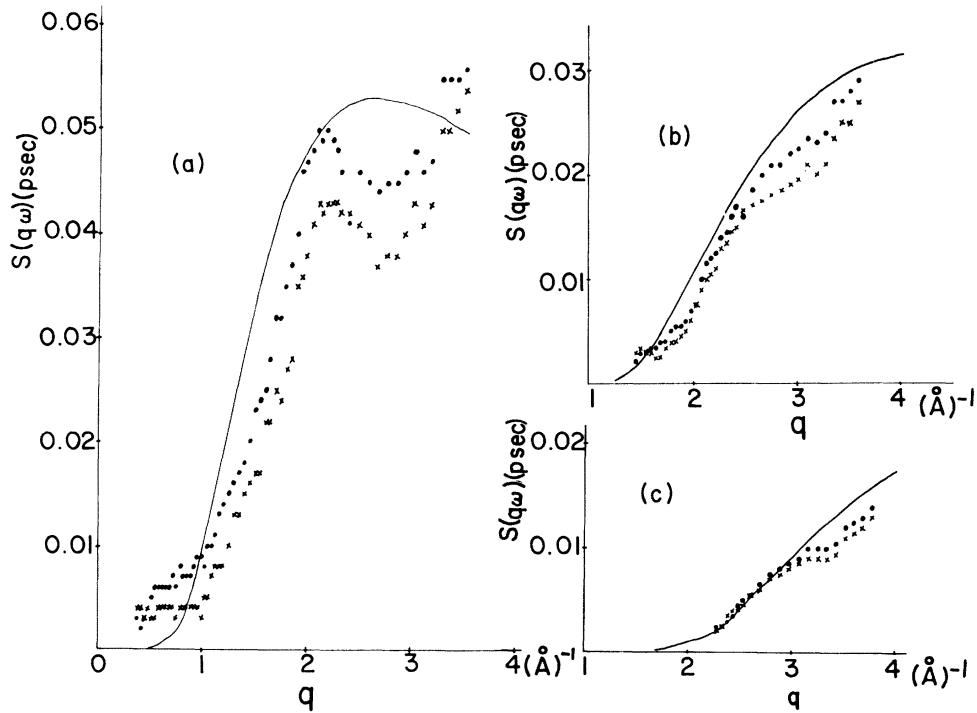 0.06
0.05
0.04
0.03
0.02
0.01
S(qω)(psec)
(a)
0 1 2 3 4 (Å)⁻¹
q
0.03
0.02
0.01
S(qω)(psec)
(b)
1 2 3 4 (Å)⁻¹
q
0.02
0.01
S(qω)(psec)
(c)
1 2 3 4 (Å)⁻¹
q